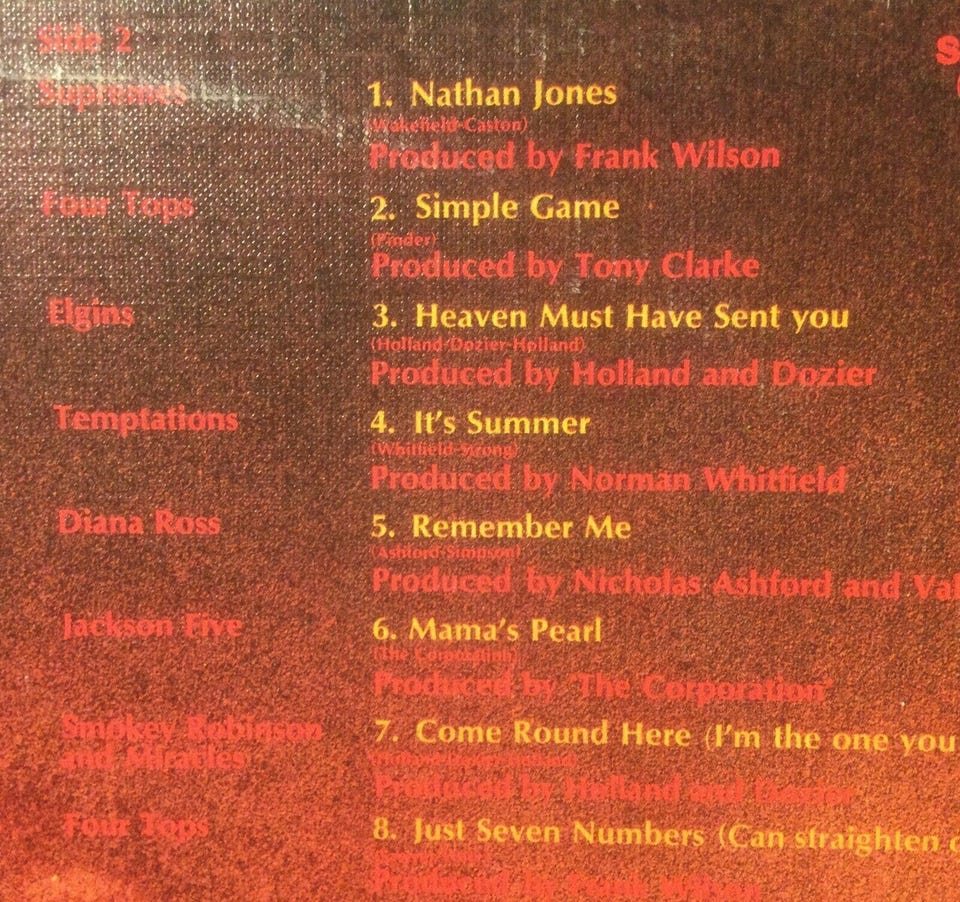 Side 2
S
Supremes 1. Nathan Jones
(Wakefield-Caston)
Produced by Frank Wilson
Four Tops 2. Simple Game
(Pinder)
Produced by Tony Clarke
Elgins 3. Heaven Must Have Sent you
(Holland-Dozier-Holland)
Produced by Holland and Dozier
Temptations 4. It's Summer
(Whitfield-Strong)
Produced by Norman Whitfield
Diana Ross 5. Remember Me
(Ashford-Simpson)
Produced by Nicholas Ashford and Val
Jackson Five 6. Mama's Pearl
(The Corporation)
Produced by 'The Corporation'
Smokey Robinson 7. Come Round Here (I'm the one you
and Miracles
Produced by Holland and Dozier
Four Tops 8. Just Seven Numbers (Can straighten
Produced by Frank Wilson